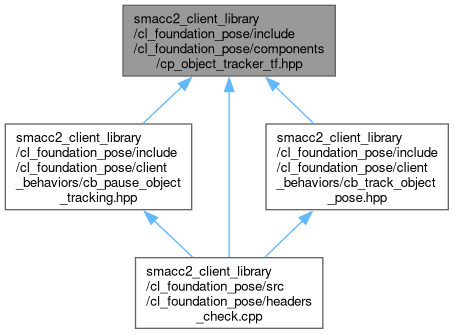 smacc2_client_library
/cl_foundation_pose/include
/cl_foundation_pose/components
/cp_object_tracker_tf.hpp
smacc2_client_library
/cl_foundation_pose/include
/cl_foundation_pose/client
_behaviors/cb_pause_object
_tracking.hpp
smacc2_client_library
/cl_foundation_pose/include
/cl_foundation_pose/client
_behaviors/cb_track_object
_pose.hpp
smacc2_client_library
/cl_foundation_pose/src
/cl_foundation_pose/headers
_check.cpp